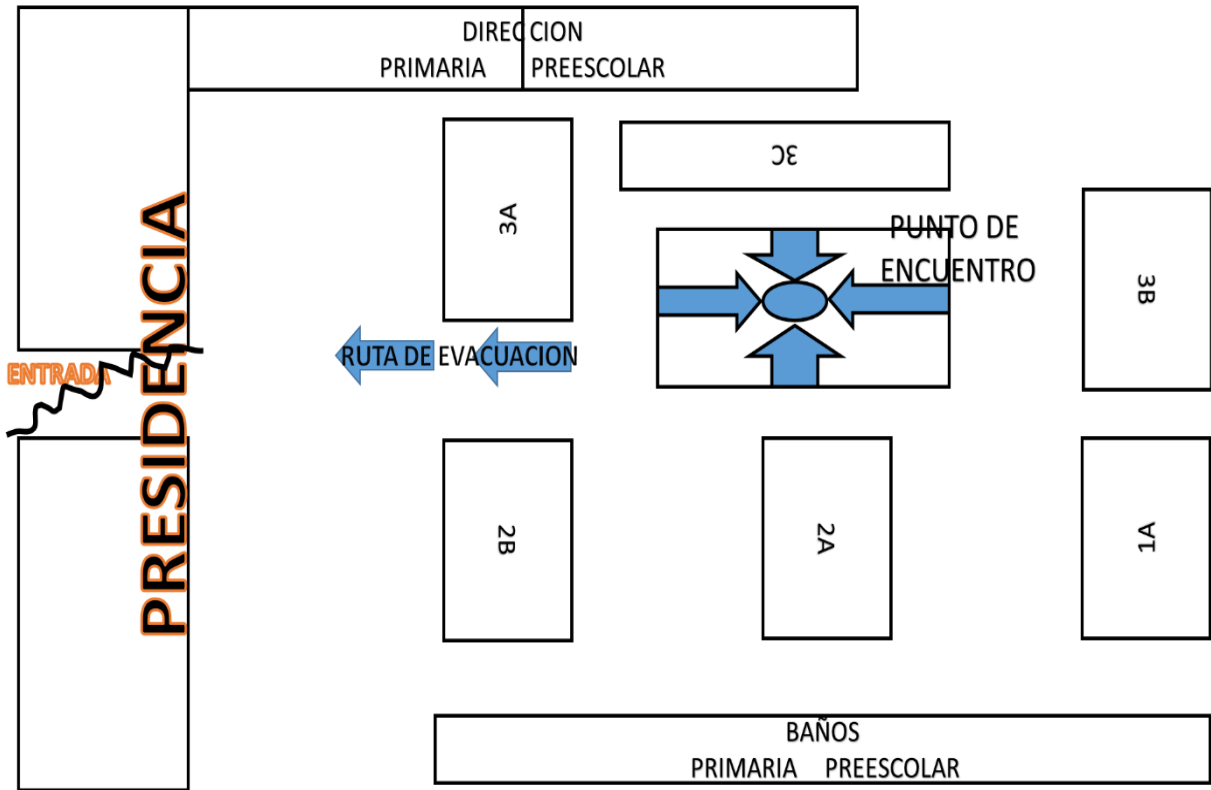 DIRECCION
PRIMARIA PREESCOLAR
3C
3A
PUNTO DE
ENCUENTRO
3B
PRESIDENCIA
ENTRADA
RUTA DE EVACUACION
2B
2A
1A
BAÑOS
PRIMARIA PREESCOLAR